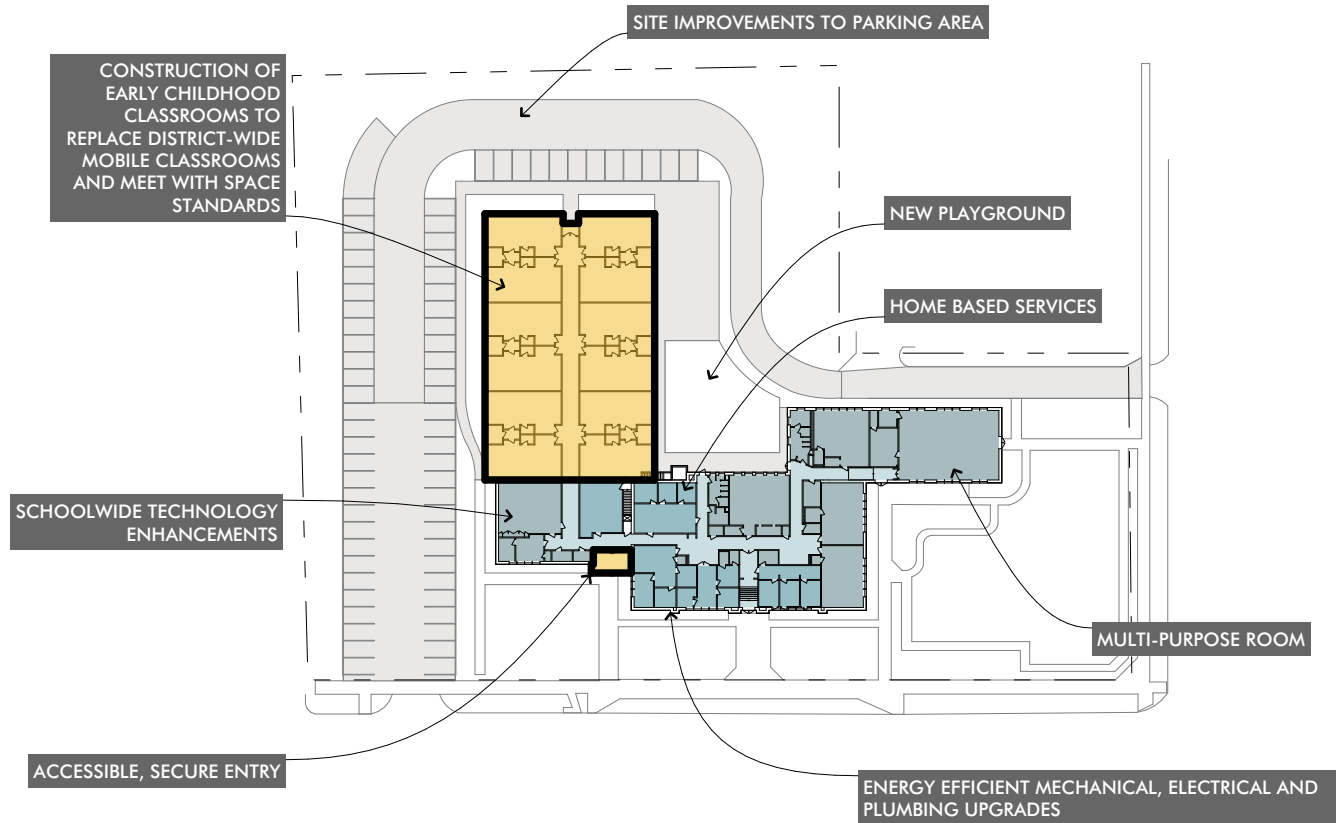 SITE IMPROVEMENTS TO PARKING AREA
CONSTRUCTION OF
EARLY CHILDHOOD
CLASSROOMS TO
REPLACE DISTRICT-WIDE
MOBILE CLASSROOMS
AND MEET WITH SPACE
STANDARDS
NEW PLAYGROUND
HOME BASED SERVICES
SCHOOLWIDE TECHNOLOGY
ENHANCEMENTS
MULTI-PURPOSE ROOM
ACCESSIBLE, SECURE ENTRY
ENERGY EFFICIENT MECHANICAL, ELECTRICAL AND
PLUMBING UPGRADES